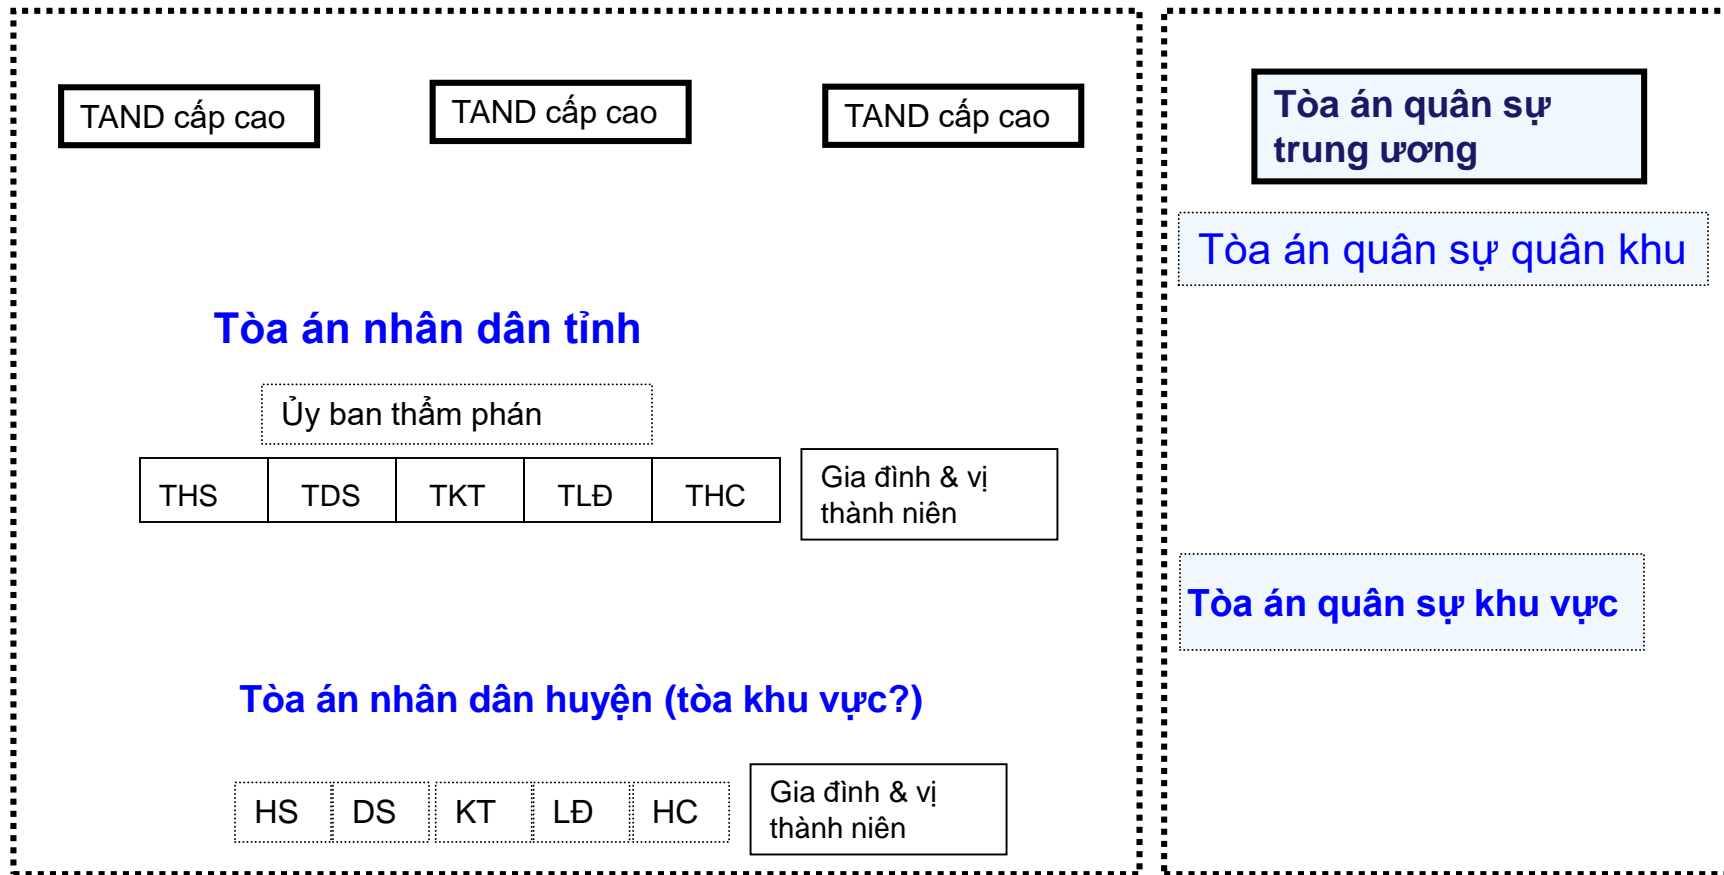 TAND cấp cao
TAND cấp cao
TAND cấp cao
Tòa án nhân dân tỉnh
Ủy ban thẩm phán
THS TDS TKT TLĐ THC
Gia đình & vị
thành niên
Tòa án nhân dân huyện (tòa khu vực?)
HS DS KT LĐ HC
Gia đình & vị
thành niên
Tòa án quân sự
trung ương
Tòa án quân sự quân khu
Tòa án quân sự khu vực